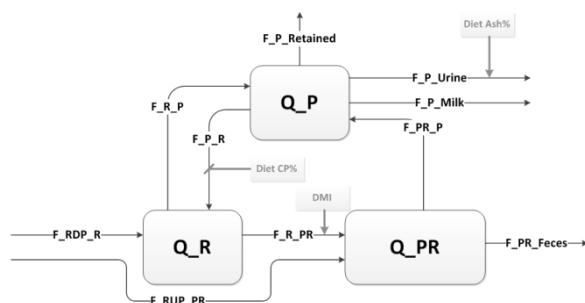 F_P_Retained
Diet Ash%
F_P_Urine
Q_P
F_P_Milk
F_R_P
F_PR_P
F_P_R
Diet CP%
DMI
F_RDP_R
Q_R
F_R_PR
Q_PR
F_PR_Feces
F_RUP_PR